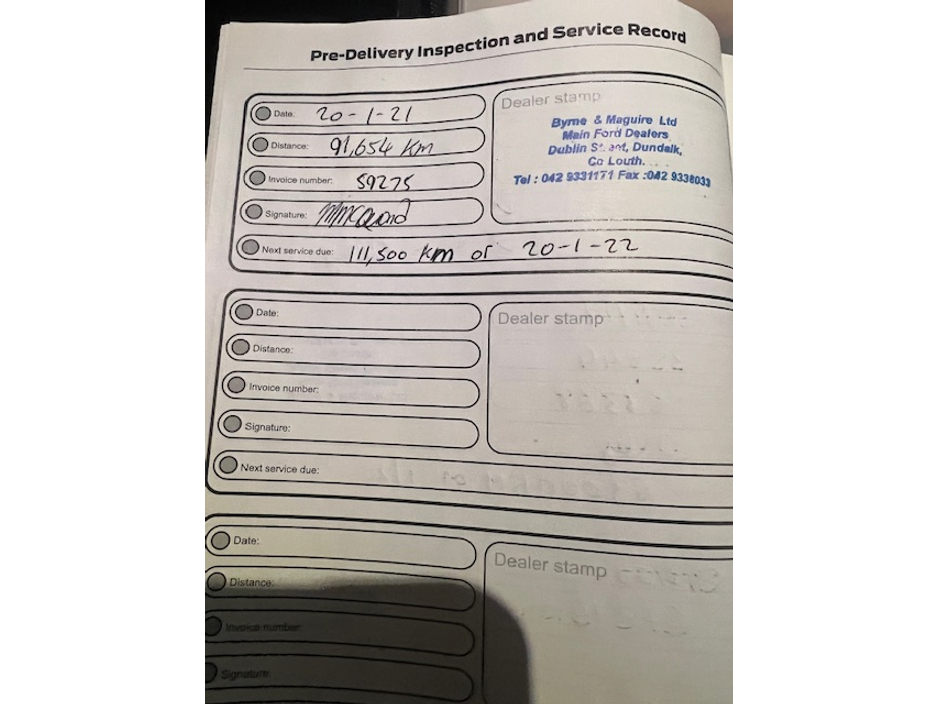 Pre-Delivery Inspection and Service Record
Date: 20-1-21
Distance: 91,654 km
Invoice number: 59275
Signature:
Next service due: 111,500 km or 20-1-22
Dealer stamp
Byrne & Maguire Ltd
Main Ford Dealers
Dublin Dundalk,
Co Louth.
Tel : 042 9331171 Fax :042 9338033
Date:
Distance:
Invoice number:
Signature:
Next service due:
Dealer stamp
Date:
Distance:
Invoice number:
Signature:
Dealer stamp